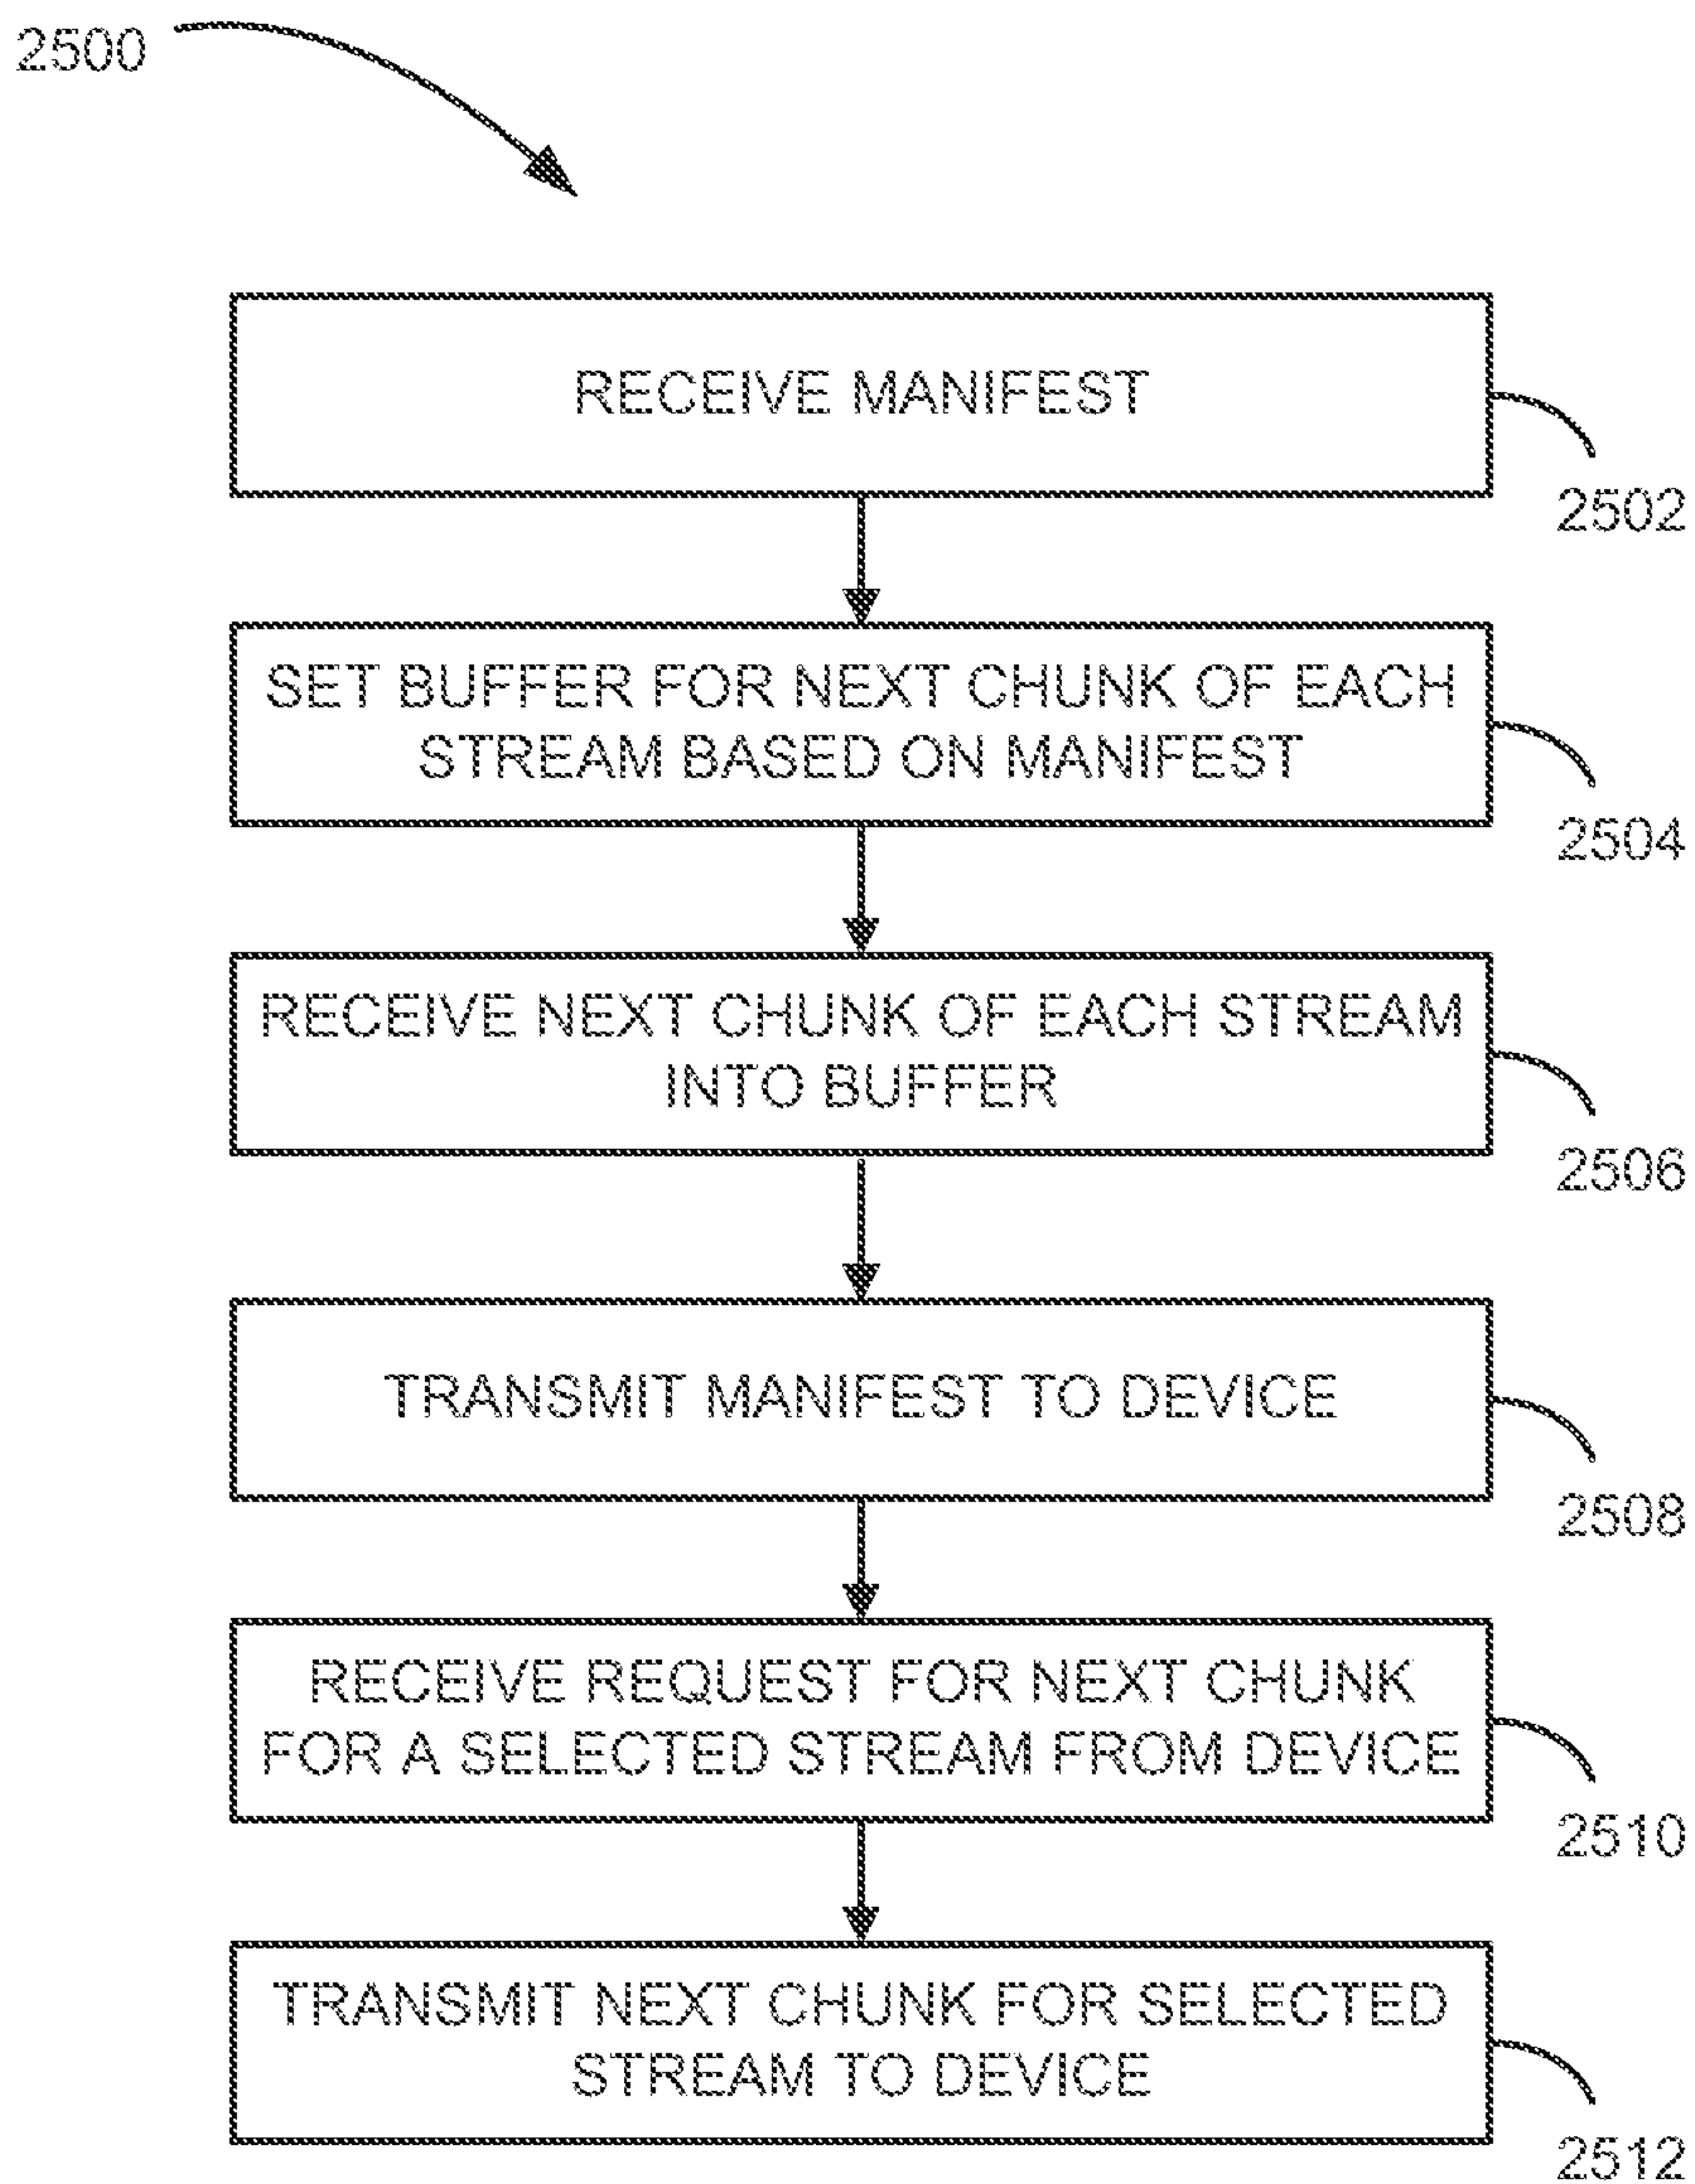 2500
RECEIVE MANIFEST
2502
SET BUFFER FOR NEXT CHUNK OF EACH
STREAM BASED ON MANIFEST
2504
RECEIVE NEXT CHUNK OF EACH STREAM
INTO BUFFER
2506
TRANSMIT MANIFEST TO DEVICE
2508
RECEIVE REQUEST FOR NEXT CHUNK
FOR A SELECTED STREAM FROM DEVICE
2510
TRANSMIT NEXT CHUNK FOR SELECTED
STREAM TO DEVICE
2512